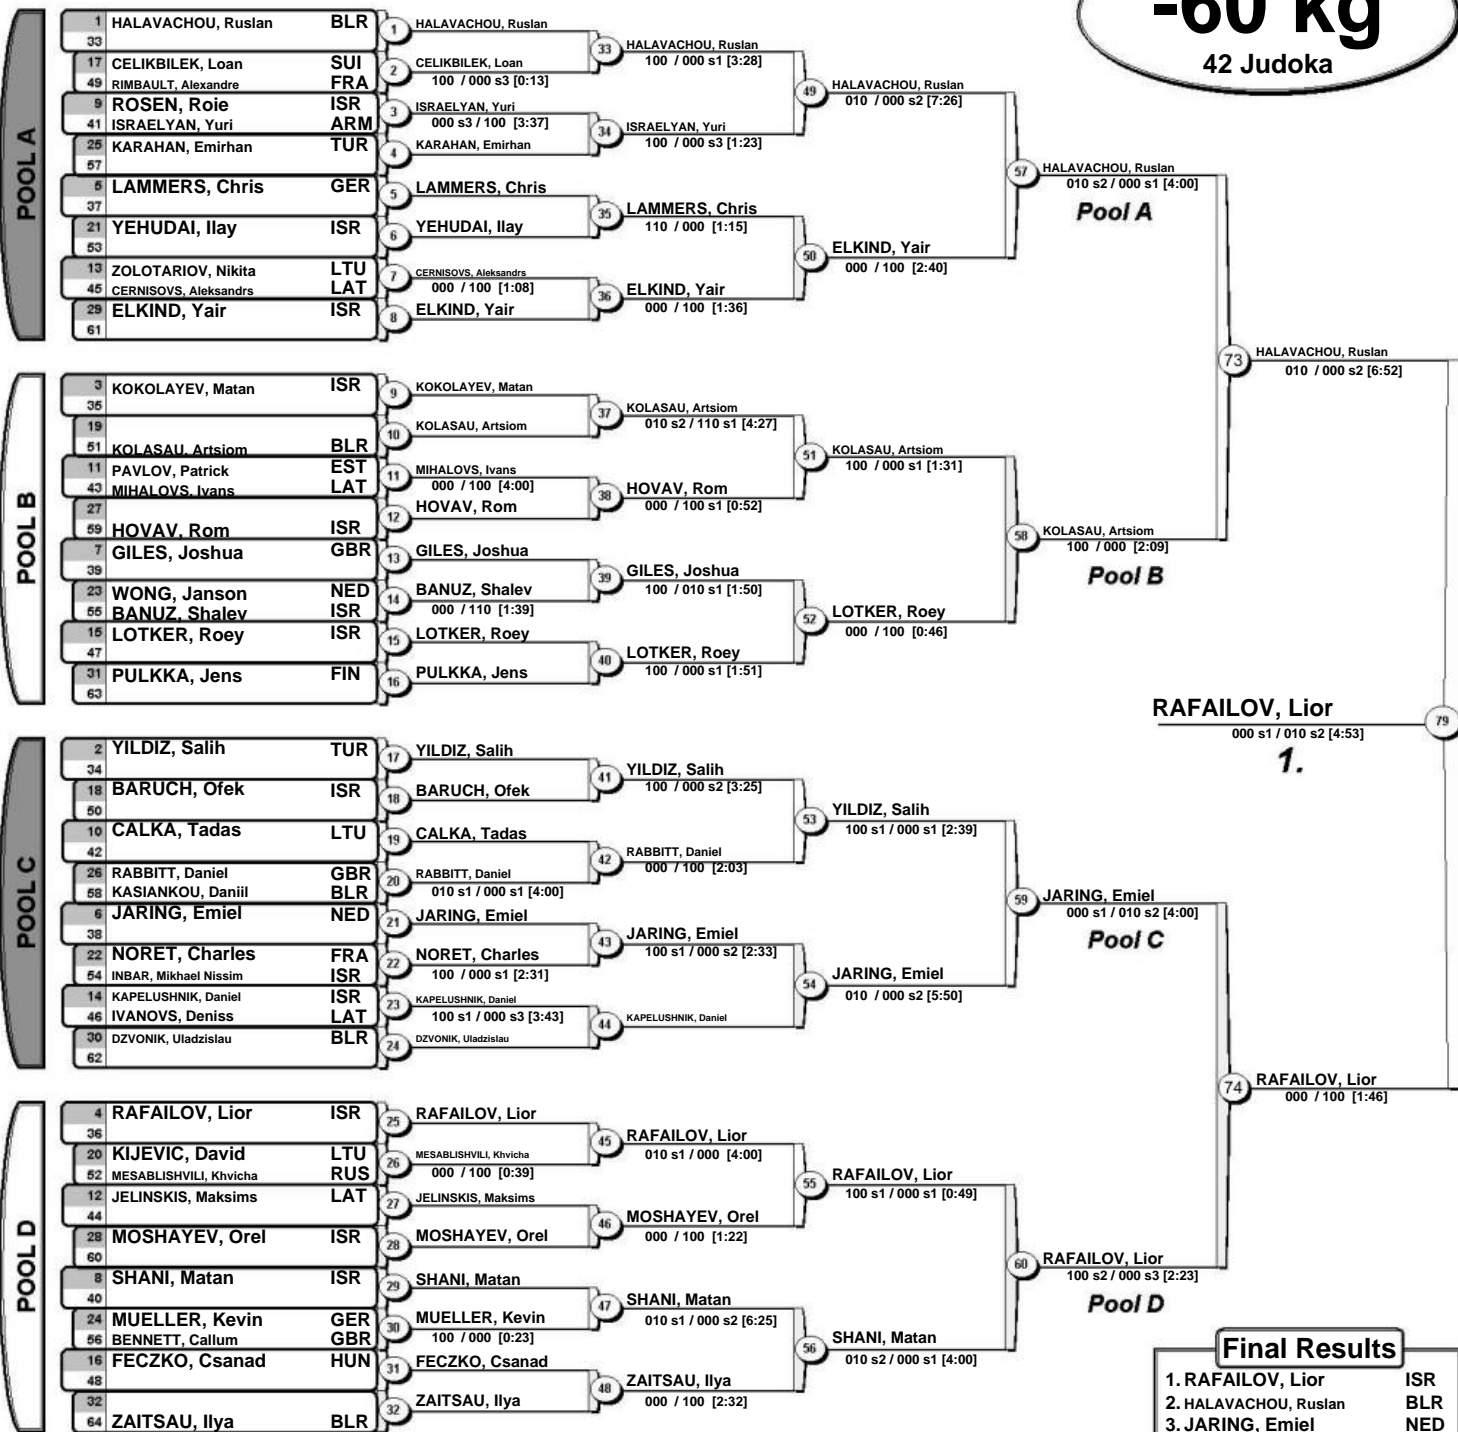 -60 kg
42 Judoka
POOL A
1 HALAVACHOU, Ruslan BLR
33
17 CELIKBILEK, Loan SUI
49 RIMBAULT, Alexandre FRA
9 ROSEN, Roie ISR
41 ISRAELYAN, Yuri ARM
25 KARAHAN, Emirhan TUR
57
5 LAMMERS, Chris GER
37
21 YEHUDAI, Ilay ISR
53
13 ZOLOTARIOV, Nikita LTU
45 CERNISOVS, Aleksandrs LAT
29 ELKIND, Yair ISR
61
1 HALAVACHOU, Ruslan
2 CELIKBILEK, Loan
100 / 000 s3 [0:13]
3 ISRAELYAN, Yuri
000 s3 / 100 [3:37]
4 KARAHAN, Emirhan
5 LAMMERS, Chris
6 YEHUDAI, Ilay
7 CERNISOVS, Aleksandrs
000 / 100 [1:08]
8 ELKIND, Yair
33 HALAVACHOU, Ruslan
100 / 000 s1 [3:28]
34 ISRAELYAN, Yuri
100 / 000 s3 [1:23]
35 LAMMERS, Chris
110 / 000 [1:15]
36 ELKIND, Yair
000 / 100 [1:36]
49 HALAVACHOU, Ruslan
010 / 000 s2 [7:26]
50 ELKIND, Yair
000 / 100 [2:40]
57 HALAVACHOU, Ruslan
010 s2 / 000 s1 [4:00]
Pool A
POOL B
3 KOKOLAYEV, Matan ISR
35
19
51 KOLASAU, Artsiom BLR
11 PAVLOV, Patrick EST
43 MIHALOVS, Ivans LAT
27
59 HOVAV, Rom ISR
7 GILES, Joshua GBR
39
23 WONG, Janson NED
55 BANUZ, Shalev ISR
15 LOTKER, Roey ISR
47
31 PULKKA, Jens FIN
63
9 KOKOLAYEV, Matan
10 KOLASAU, Artsiom
11 MIHALOVS, Ivans
000 / 100 [4:00]
12 HOVAV, Rom
13 GILES, Joshua
14 BANUZ, Shalev
000 / 110 [1:39]
15 LOTKER, Roey
16 PULKKA, Jens
37 KOLASAU, Artsiom
010 s2 / 110 s1 [4:27]
38 HOVAV, Rom
000 / 100 s1 [0:52]
39 GILES, Joshua
100 / 010 s1 [1:50]
40 LOTKER, Roey
100 / 000 s1 [1:51]
51 KOLASAU, Artsiom
100 / 000 s1 [1:31]
52 LOTKER, Roey
000 / 100 [0:46]
58 KOLASAU, Artsiom
100 / 000 [2:09]
Pool B
73 HALAVACHOU, Ruslan
010 / 000 s2 [6:52]
RAFAILOV, Lior 79
000 s1 / 010 s2 [4:53]
1.
POOL C
2 YILDIZ, Salih TUR
34
18 BARUCH, Ofek ISR
50
10 CALKA, Tadas LTU
42
26 RABBITT, Daniel GBR
58 KASIANKOU, Daniil BLR
6 JARING, Emiel NED
38
22 NORET, Charles FRA
54 INBAR, Mikhael Nissim ISR
14 KAPELUSHNIK, Daniel ISR
46 IVANOVS, Deniss LAT
30 DZVONIK, Uladzislau BLR
62
17 YILDIZ, Salih
18 BARUCH, Ofek
19 CALKA, Tadas
20 RABBITT, Daniel
010 s1 / 000 s1 [4:00]
21 JARING, Emiel
22 NORET, Charles
100 / 000 s1 [2:31]
23 KAPELUSHNIK, Daniel
100 s1 / 000 s3 [3:43]
24 DZVONIK, Uladzislau
41 YILDIZ, Salih
100 / 000 s2 [3:25]
42 RABBITT, Daniel
000 / 100 [2:03]
43 JARING, Emiel
100 s1 / 000 s2 [2:33]
44 KAPELUSHNIK, Daniel
53 YILDIZ, Salih
100 s1 / 000 s1 [2:39]
54 JARING, Emiel
010 / 000 s2 [5:50]
59 JARING, Emiel
000 s1 / 010 s2 [4:00]
Pool C
POOL D
4 RAFAILOV, Lior ISR
36
20 KIJEVIC, David LTU
52 MESABLISHVILI, Khvicha RUS
12 JELINSKIS, Maksims LAT
44
28 MOSHAYEV, Orel ISR
60
8 SHANI, Matan ISR
40
24 MUELLER, Kevin GER
56 BENNETT, Callum GBR
16 FECZKO, Csanad HUN
48
32
64 ZAITSAU, Ilya BLR
25 RAFAILOV, Lior
26 MESABLISHVILI, Khvicha
000 / 100 [0:39]
27 JELINSKIS, Maksims
28 MOSHAYEV, Orel
29 SHANI, Matan
30 MUELLER, Kevin
100 / 000 [0:23]
31 FECZKO, Csanad
32 ZAITSAU, Ilya
45 RAFAILOV, Lior
010 s1 / 000 [4:00]
46 MOSHAYEV, Orel
000 / 100 [1:22]
47 SHANI, Matan
010 s1 / 000 s2 [6:25]
48 ZAITSAU, Ilya
000 / 100 [2:32]
55 RAFAILOV, Lior
100 s1 / 000 s1 [0:49]
56 SHANI, Matan
010 s2 / 000 s1 [4:00]
60 RAFAILOV, Lior
100 s2 / 000 s3 [2:23]
Pool D
74 RAFAILOV, Lior
000 / 100 [1:46]
Final Results
1. RAFAILOV, Lior ISR
2. HALAVACHOU, Ruslan BLR
3. JARING, Emiel NED